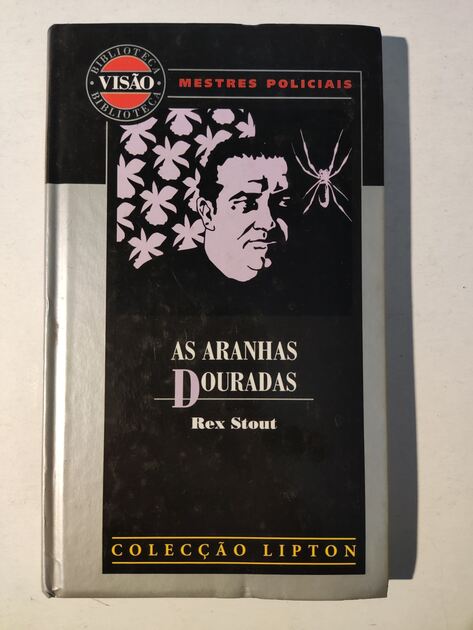 BIBLIOTECA
VISÃO
BIBLIOTECA
MESTRES POLICIAIS
AS ARANHAS
DOURADAS
Rex Stout
COLECÇÃO LIPTON